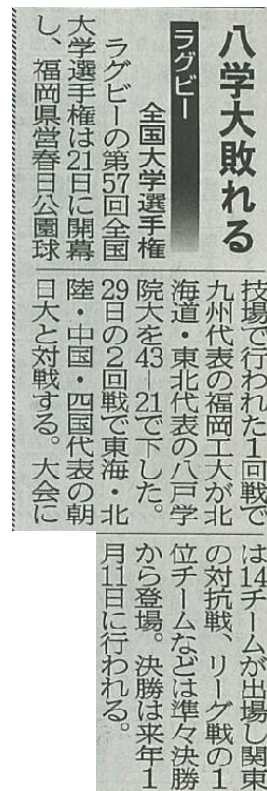 八学大敗れる
ラグビー
全国大学選手権
ラグビーの第57回全国
大学選手権は21日に開幕
し、福岡県営春日公園球
技場で行われた1回戦で
九州代表の福岡工大が北
海道・東北代表の八戸学
院大を43―21で下した。
29日の2回戦で東海・北
陸・中国・四国代表の朝
日大と対戦する。大会に
は14チームが出場し関東
の対抗戦、リーグ戦の1
位チームなどは準々決勝
から登場。決勝は来年1
月11日に行われる。